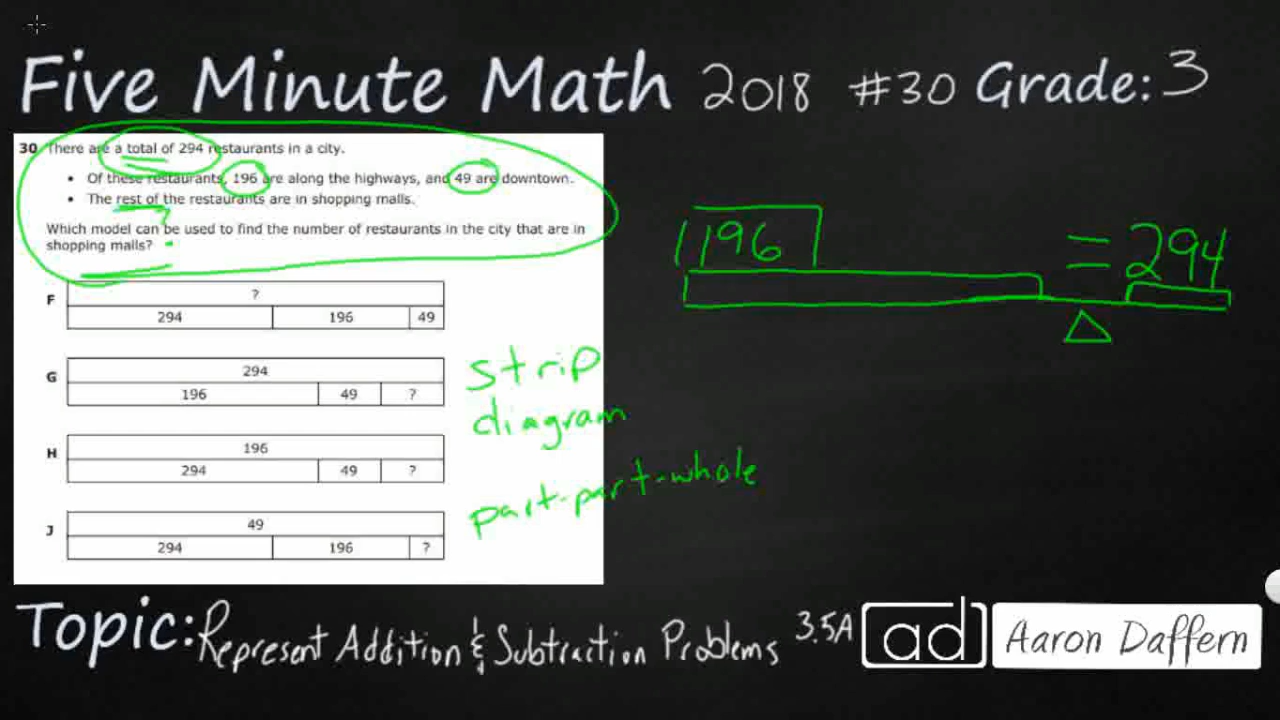 Five Minute Math 2018 #30 Grade: 3
30 There are a total of 294 restaurants in a city.
• Of these restaurants, 196 are along the highways, and 49 are downtown.
• The rest of the restaurants are in shopping malls.
?
Which model can be used to find the number of restaurants in the city that are in
shopping malls?
F
?
294 196 49
G
294
196 49 ?
H
196
294 49 ?
J
49
294 196 ?
strip
diagram
part-part-whole
196 = 294
Topic: Represent Addition & Subtraction Problems 3.5A
ad Aaron Daffern